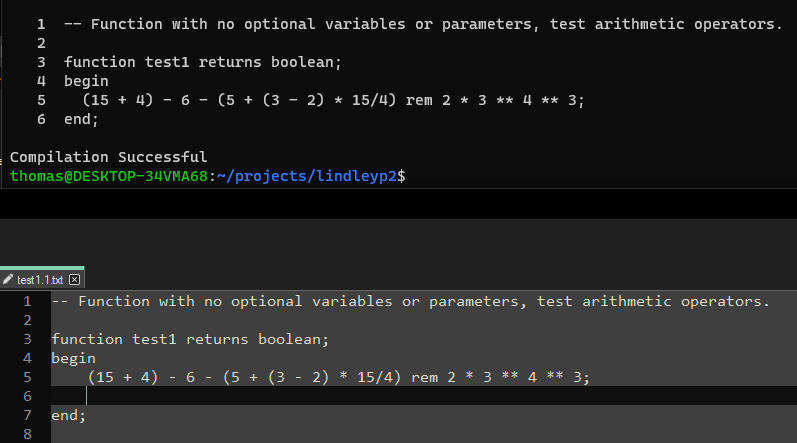 1 -- Function with no optional variables or parameters, test arithmetic operators.
2
3 function test1 returns boolean;
4 begin
5 (15 + 4) - 6 - (5 + (3 - 2) * 15/4) rem 2 * 3 ** 4 ** 3;
6 end;
Compilation Successful
thomas@DESKTOP-34VMA68:~/projects/lindleyp2$
test1.1.txt
1 -- Function with no optional variables or parameters, test arithmetic operators.
2
3 function test1 returns boolean;
4 begin
5 (15 + 4) - 6 - (5 + (3 - 2) * 15/4) rem 2 * 3 ** 4 ** 3;
6
7 end;
8